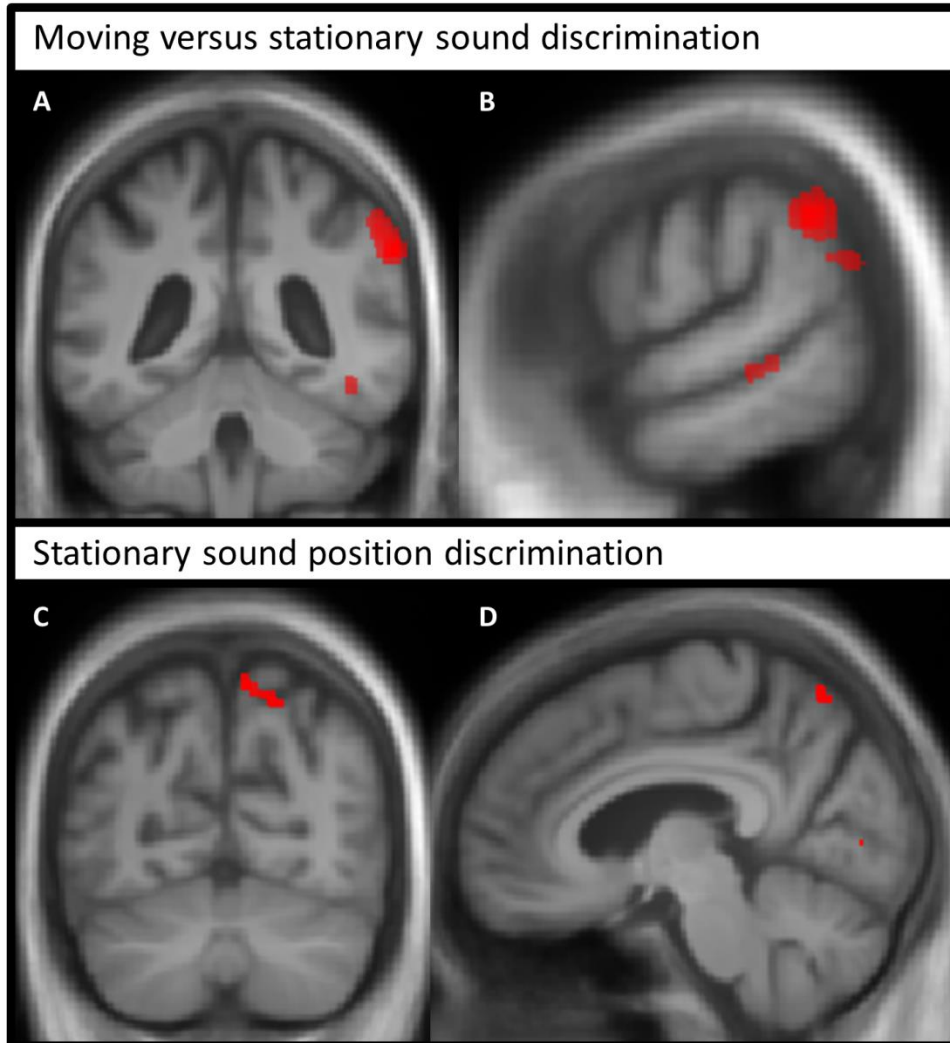 Moving versus stationary sound discrimination
A
B
Stationary sound position discrimination
C
D